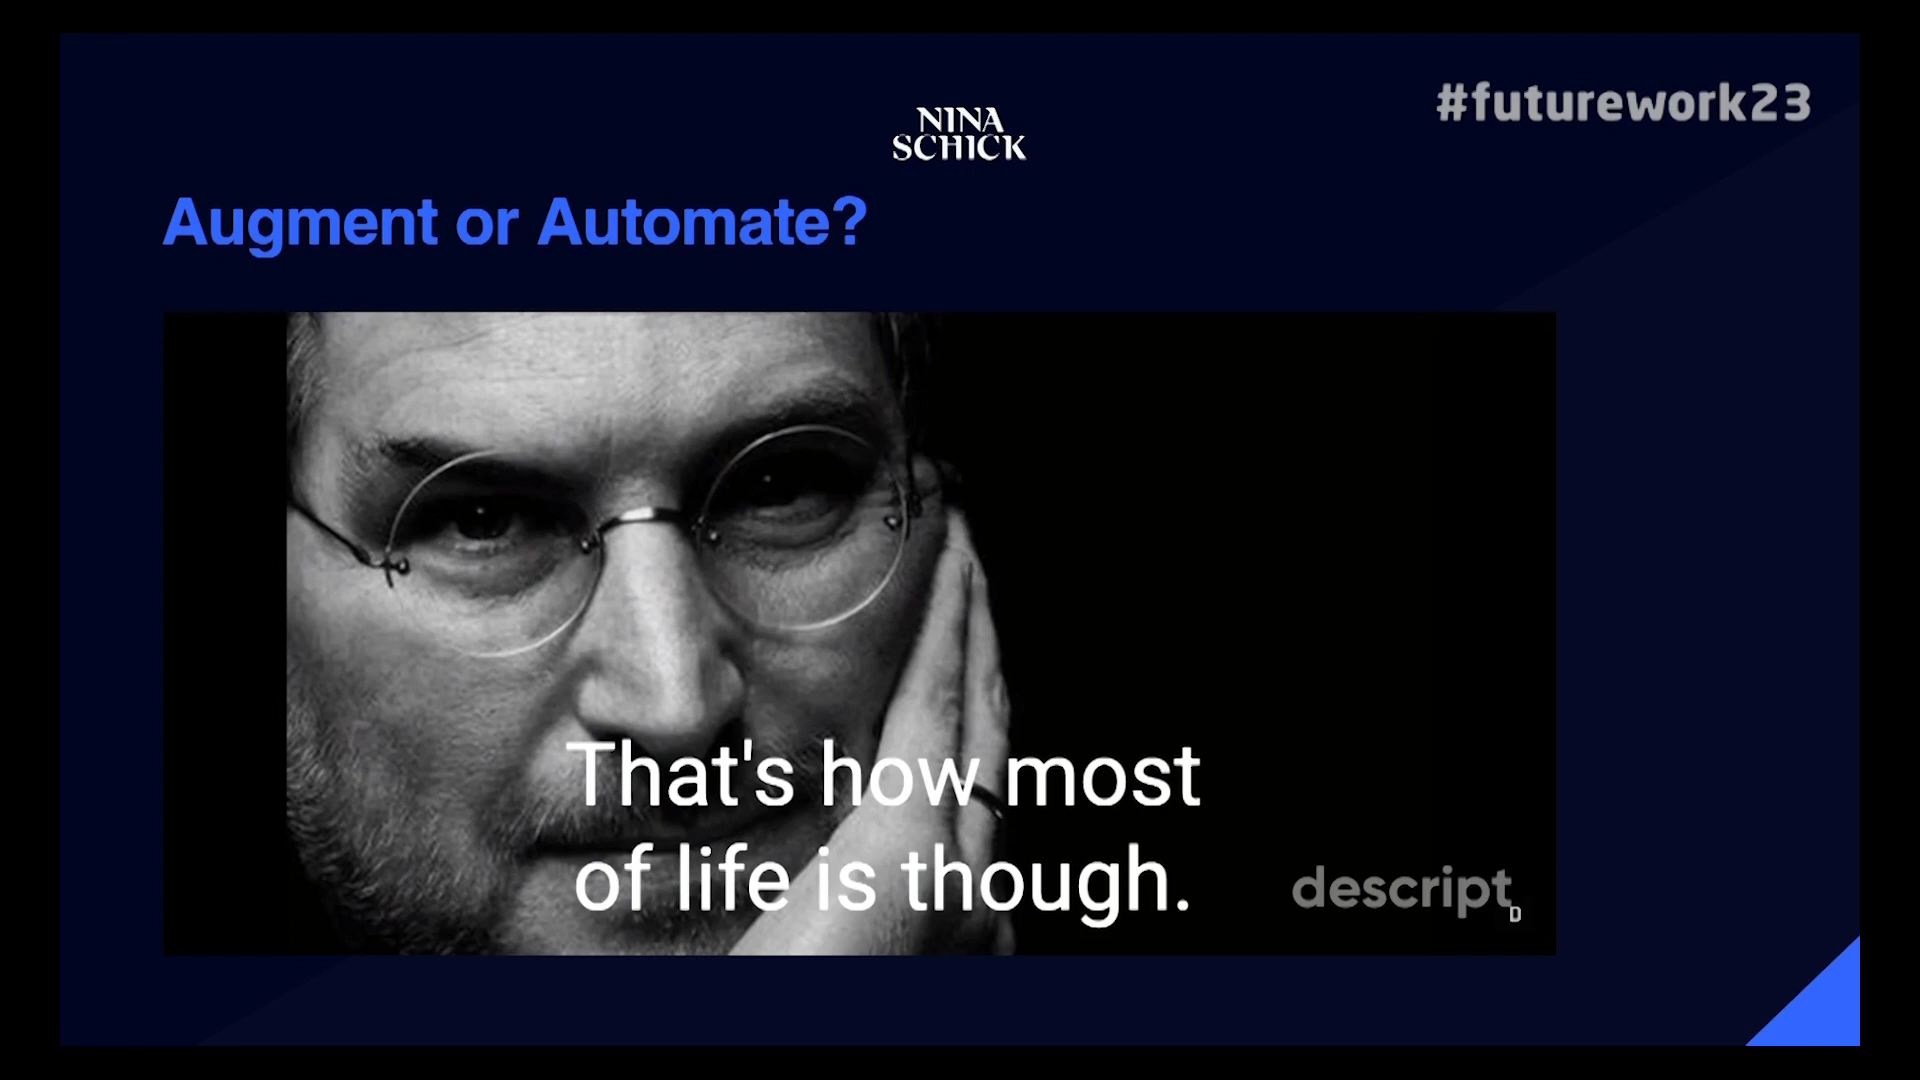 #futurework23
NINA
SCHICK
Augment or Automate?
That's how most
of life is though.
descript
D